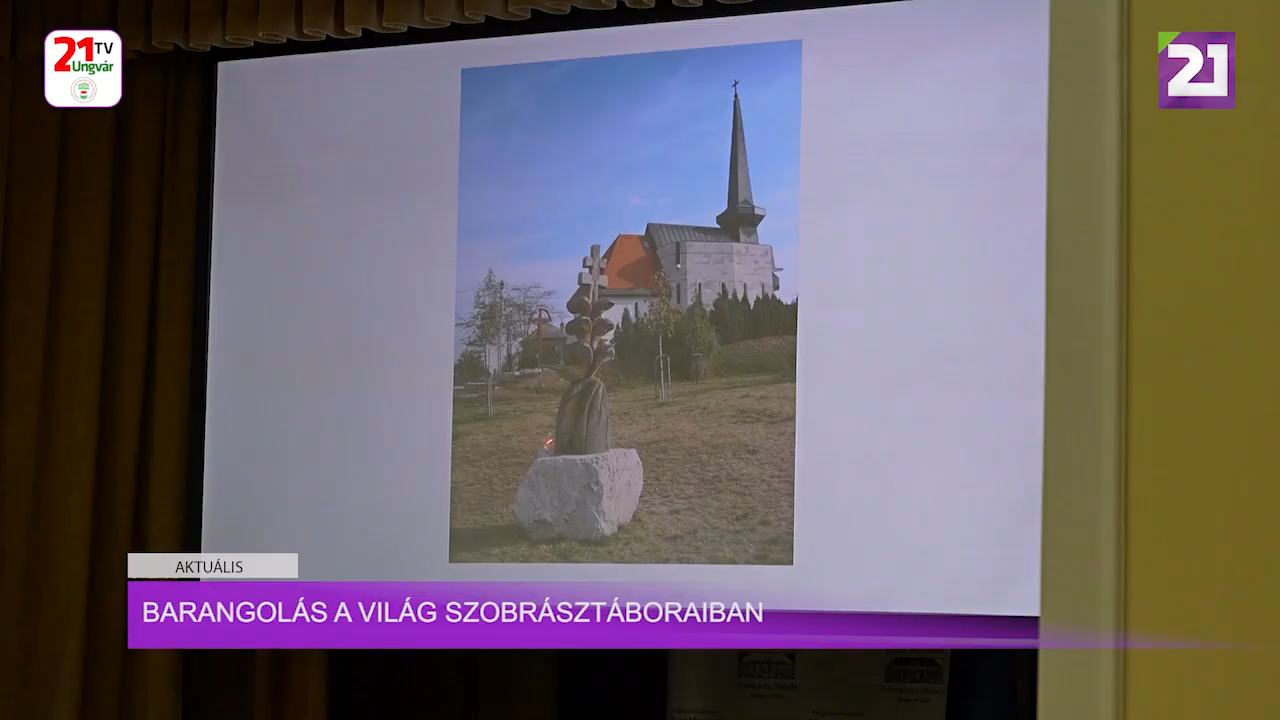 21 TV
Ungvár
21
AKTUÁLIS
BARANGOLÁS A VILÁG SZOBRÁSZTÁBORAIBAN